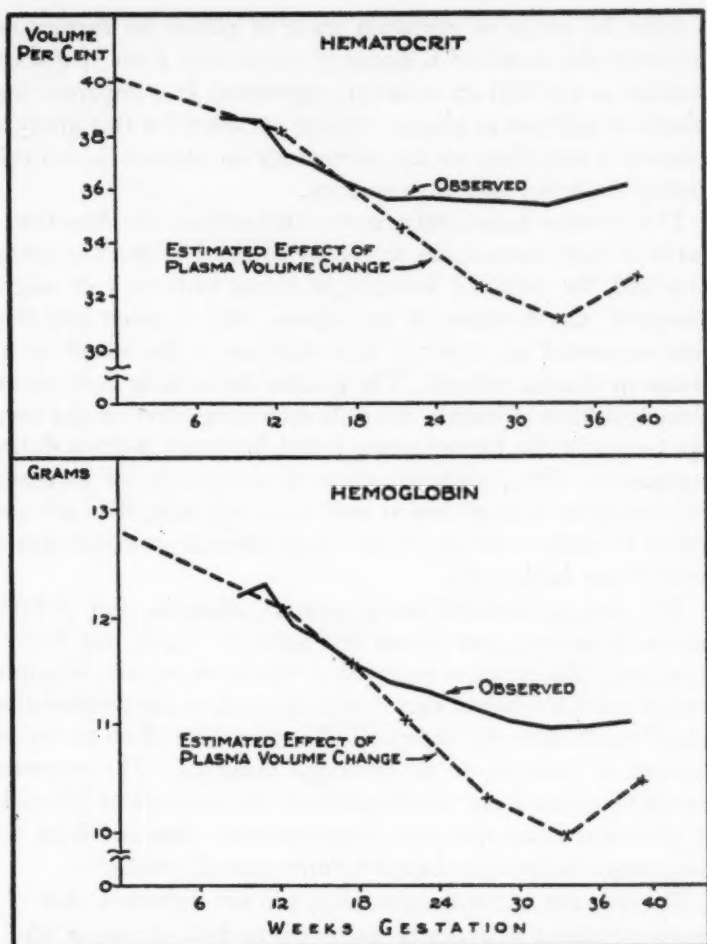 VOLUME
PER CENT
HEMATOCRIT
40
38
36
OBSERVED
34
ESTIMATED EFFECT OF
PLASMA VOLUME CHANGE
32
30
0
6 12 18 24 30 36 40
GRAMS
HEMOGLOBIN
13
12
OBSERVED
11
ESTIMATED EFFECT OF
PLASMA VOLUME CHANGE
10
0
6 12 18 24 30 36 40
WEEKS GESTATION